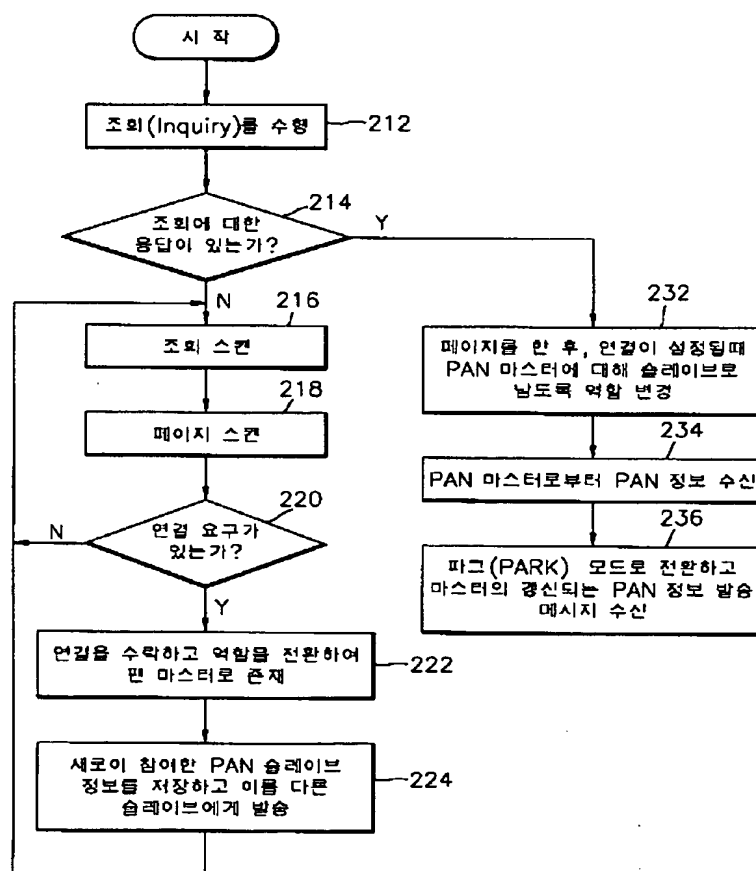 시 작
조회(Inquiry)를 수행
212
조회에 대한
응답이 있는가?
214
Y
N
조회 스캔
216
페이지 스캔
218
연결 요구가
있는가?
220
N
Y
연결을 수락하고 역할을 전환하여
팬 마스터로 존재
222
새로이 참여한 PAN 슬레이브
정보를 저장하고 이를 다른
슬레이브에게 발송
224
232
페이지를 한 후, 연결이 설정될때
PAN 마스터에 대해 슬레이브로
남도록 역할 변경
234
PAN 마스터로부터 PAN 정보 수신
236
파크(PARK) 모드로 전환하고
마스터의 갱신되는 PAN 정보 발송
메시지 수신